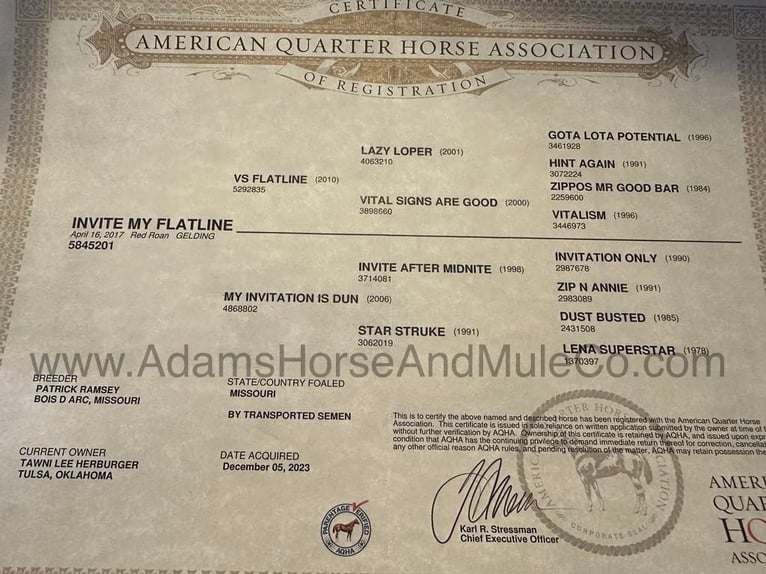 CERTIFICATE
AMERICAN QUARTER HORSE ASSOCIATION
OF REGISTRATION
GOTA LOTA POTENTIAL (1996)
3461928
LAZY LOPER (2001)
4063210
HINT AGAIN (1991)
3072224
VS FLATLINE (2010)
5292835
ZIPPOS MR GOOD BAR (1984)
2259600
VITAL SIGNS ARE GOOD (2000)
3898660
VITALISM (1996)
3446973
INVITE MY FLATLINE
April 16, 2017 Red Roan GELDING
5845201
INVITATION ONLY (1990)
2987678
INVITE AFTER MIDNITE (1998)
3714081
ZIP N ANNIE (1991)
2983089
MY INVITATION IS DUN (2006)
4868802
DUST BUSTED (1985)
2431508
STAR STRUKE (1991)
3062019
LENA SUPERSTAR (1978)
1370397
www.AdamsHorseAndMuleCo.com
BREEDER
PATRICK RAMSEY
BOIS D ARC, MISSOURI
STATE/COUNTRY FOALED
MISSOURI
BY TRANSPORTED SEMEN
This is to certify the above named and described horse has been registered with the American Quarter Horse
Association. This certificate is issued in sole reliance on written application submitted by the owner at time of
without further verification by AQHA. Ownership of this certificate is retained by AQHA, and issued upon
condition that AQHA has the continuing privilege to demand immediate return thereof for correction,
any other official reason AQHA rules, and pending resolution of the matter, AQHA may retain possession
CURRENT OWNER
TAWNI LEE HERBURGER
TULSA, OKLAHOMA
DATE ACQUIRED
December 05, 2023
PARENTAGE VERIFIED
AQHA
Karl R. Stressman
Chief Executive Officer
AMERICAN QUARTER HORSE ASSOCIATION
CORPORATE SEAL
AMERI
QUAR
HO
ASSO